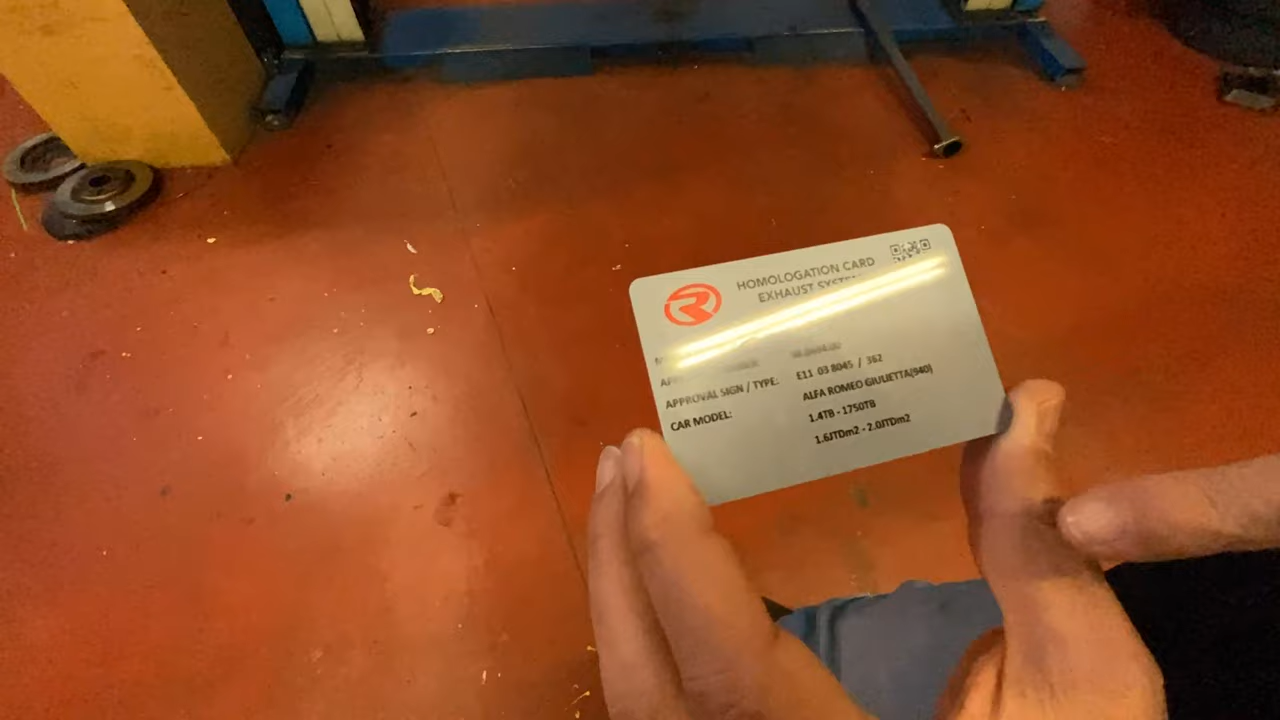 HOMOLOGATION CARD
EXHAUST SYSTEM
APPROVAL SIGN / TYPE: E11 03 8045 / 362
CAR MODEL: ALFA ROMEO GIULIETTA(940)
1.4TB - 1750TB
1.6JTDm2 - 2.0JTDm2